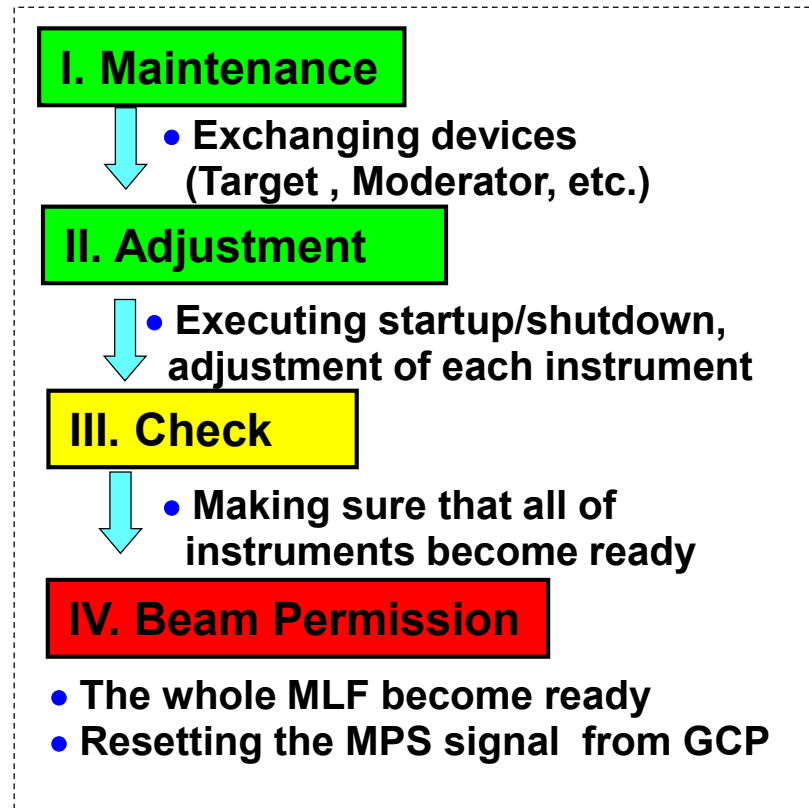 I. Maintenance
• Exchanging devices
(Target , Moderator, etc.)
II. Adjustment
• Executing startup/shutdown,
adjustment of each instrument
III. Check
• Making sure that all of
instruments become ready
IV. Beam Permission
• The whole MLF become ready
• Resetting the MPS signal from GCP